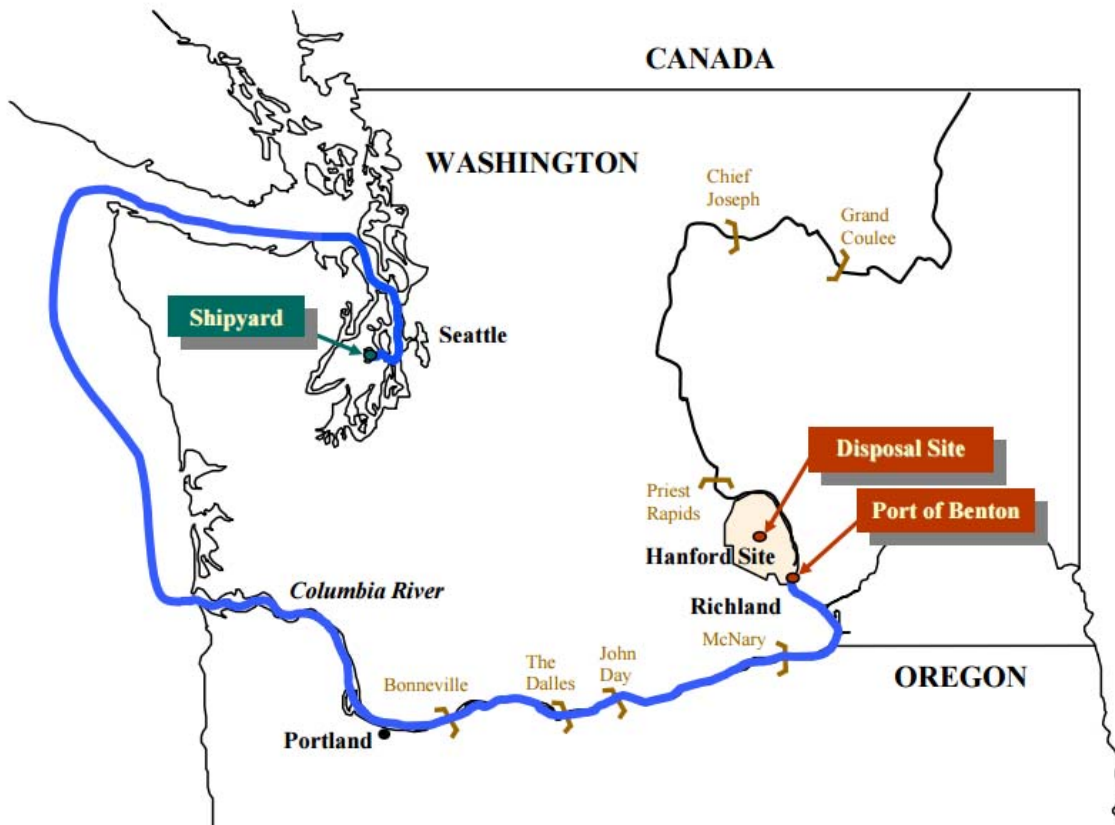 CANADA
WASHINGTON
Chief
Joseph
Grand
Coulee
Shipyard
Seattle
Disposal Site
Priest
Rapids
Port of Benton
Hanford Site
Columbia River
Richland
McNary
John
Day
The
Dalles
Bonneville
OREGON
Portland